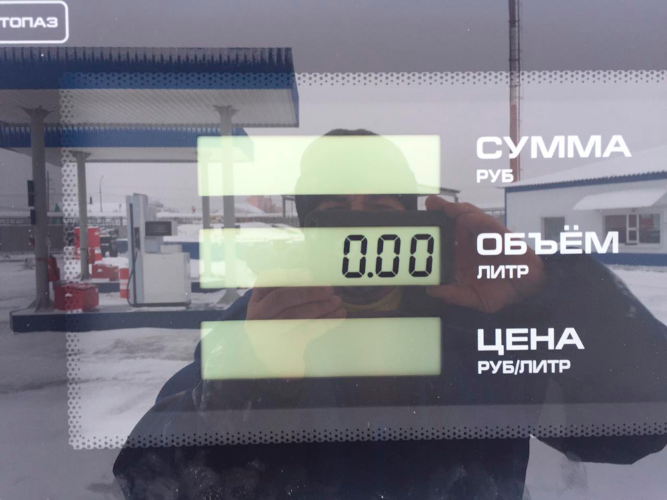 ТОПАЗ
СУММА
РУБ
0.00
ОБЪЁМ
ЛИТР
ЦЕНА
РУБ/ЛИТР